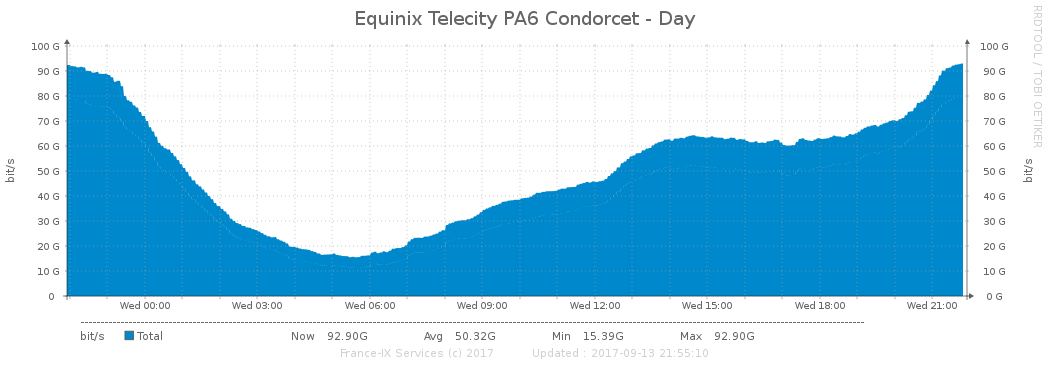 Equinix Telecity PA6 Condorcet - Day
RRDTOOL / TOBI OETIKER
100 G 100 G
90 G 90 G
80 G 80 G
70 G 70 G
60 G 60 G
50 G 50 G
40 G 40 G
30 G 30 G
20 G 20 G
10 G 10 G
0 0 G
bit/s
bit/s
Wed 00:00 Wed 03:00 Wed 06:00 Wed 09:00 Wed 12:00 Wed 15:00 Wed 18:00 Wed 21:00
bit/s Total Now 92.90G Avg 50.32G Min 15.39G Max 92.90G
France-IX Services (c) 2017 Updated : 2017-09-13 21:55:10